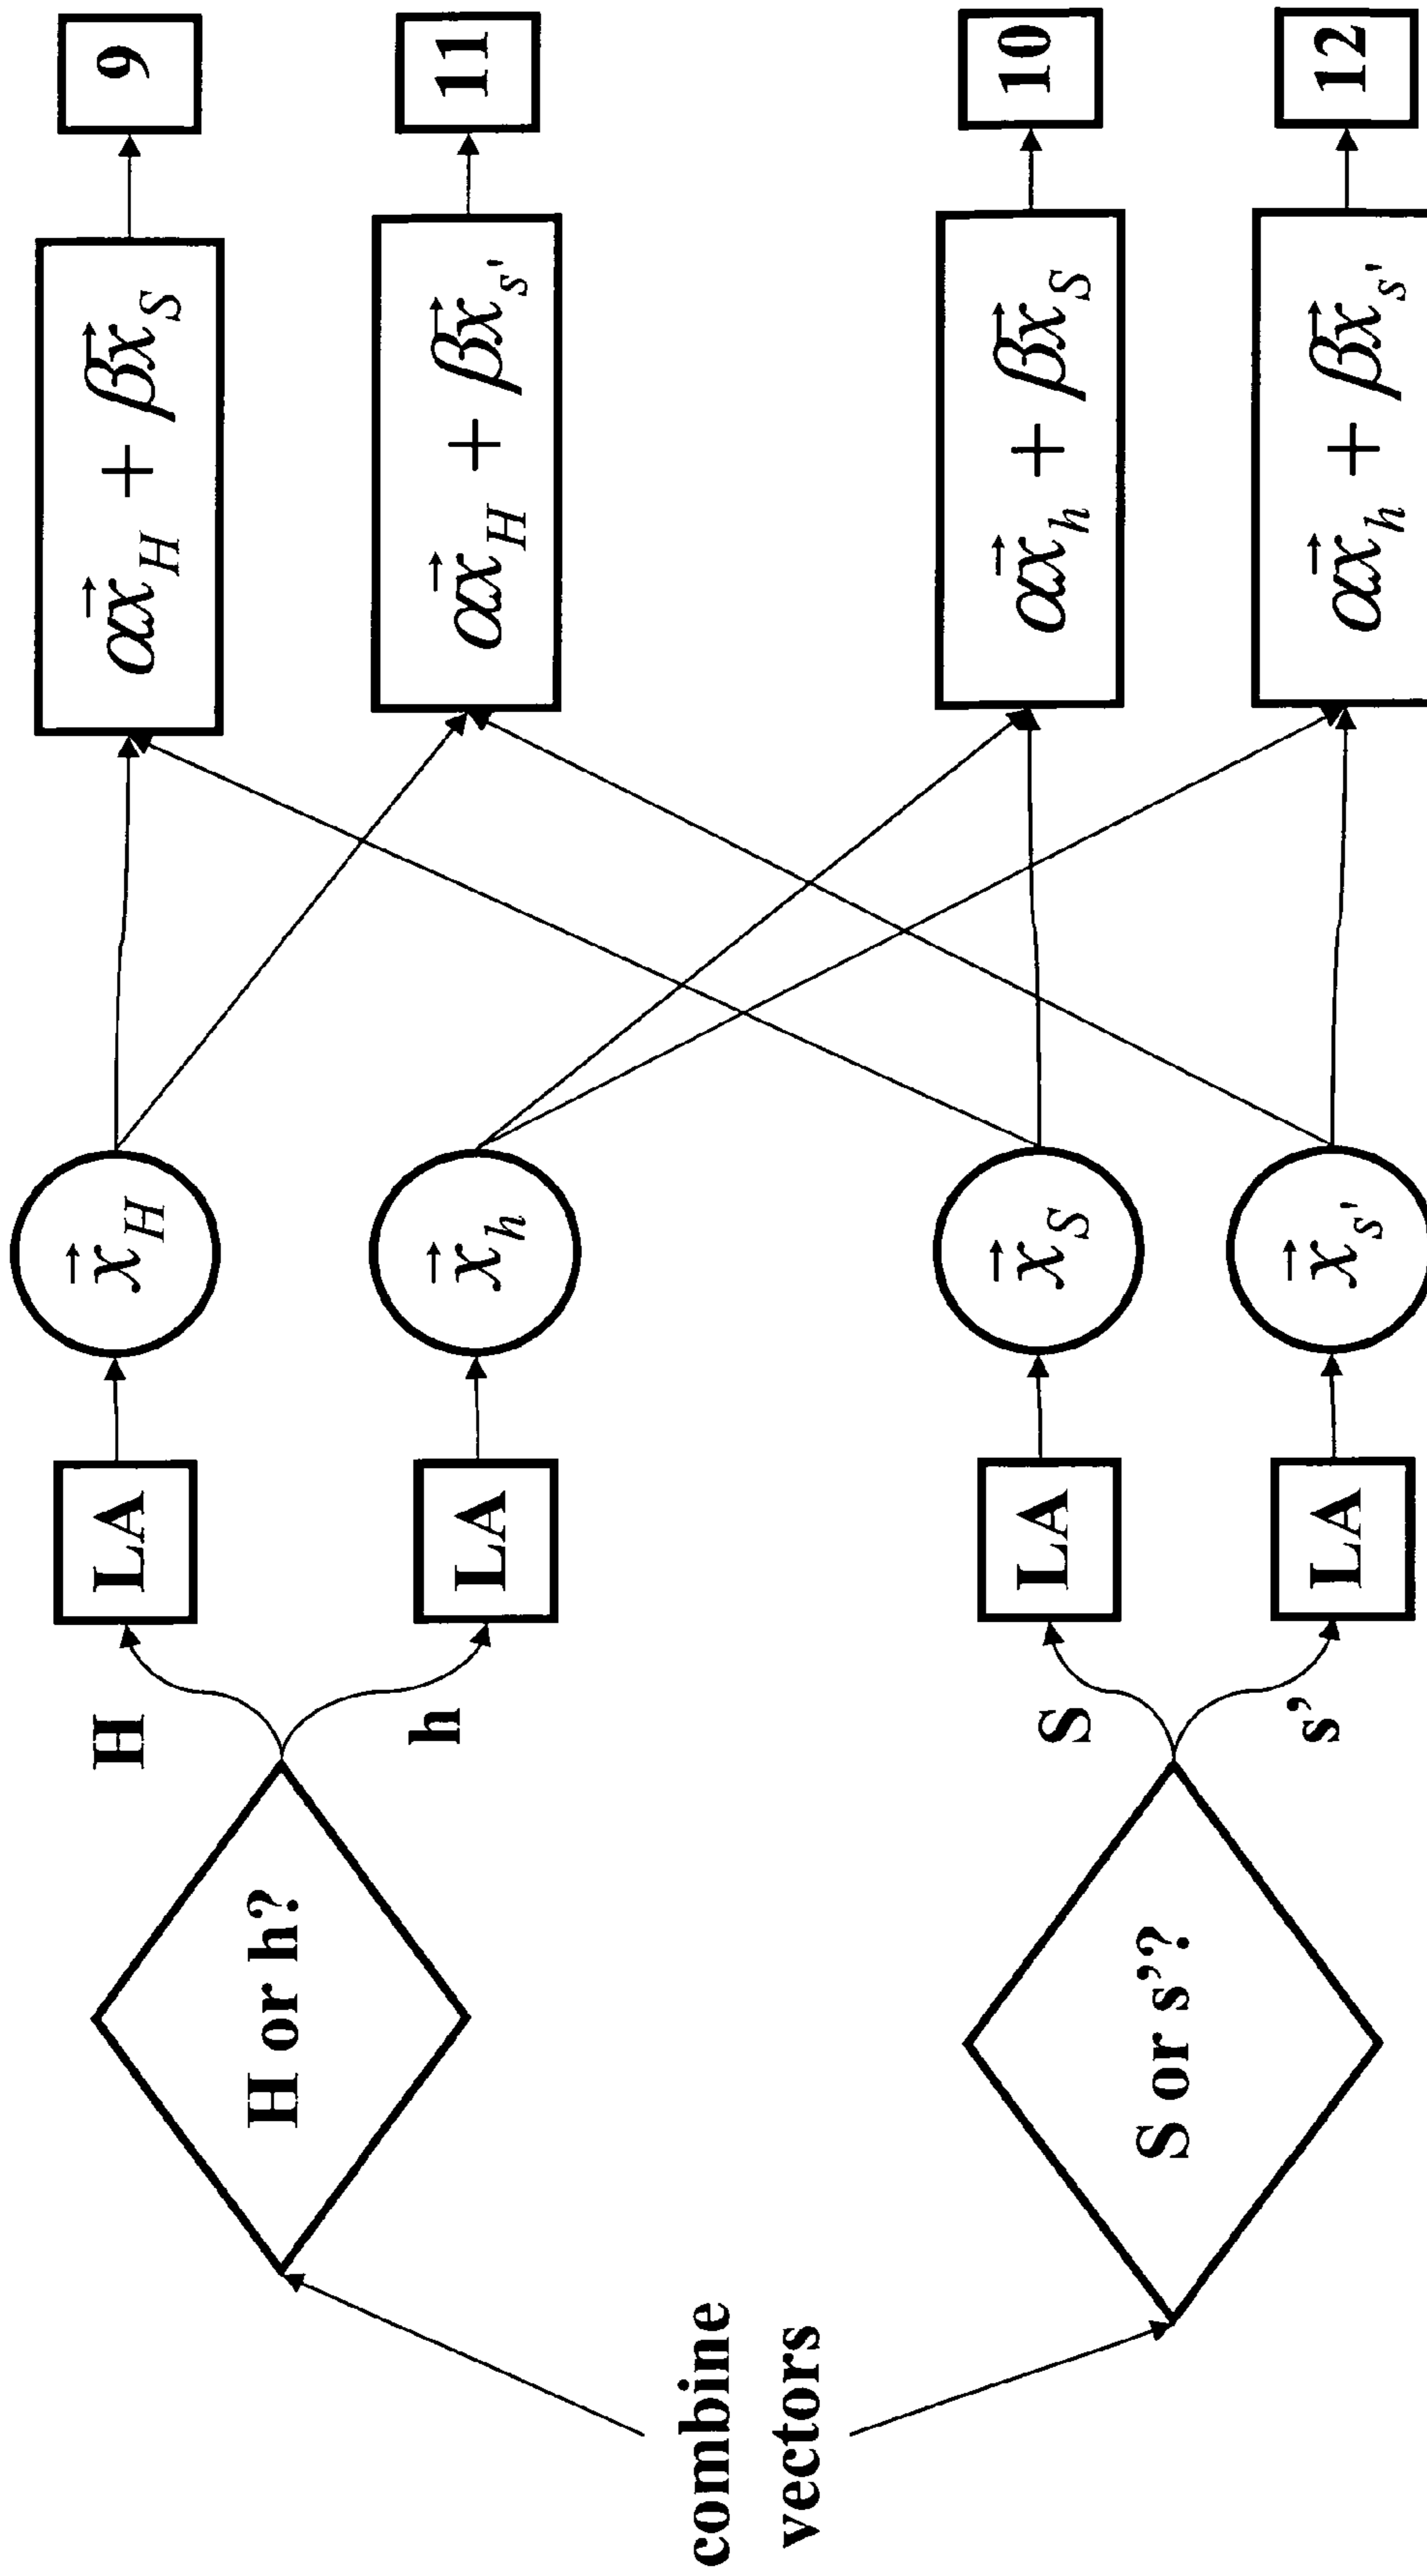 combine
vectors
H or h?
S or s'?
H
h
S
s'
LA
LA
LA
LA
x⃗_H
x⃗_h
x⃗_S
x⃗_s'
αx⃗_H + βx⃗_S
αx⃗_H + βx⃗_s'
αx⃗_h + βx⃗_S
αx⃗_h + βx⃗_s'
9
11
10
12